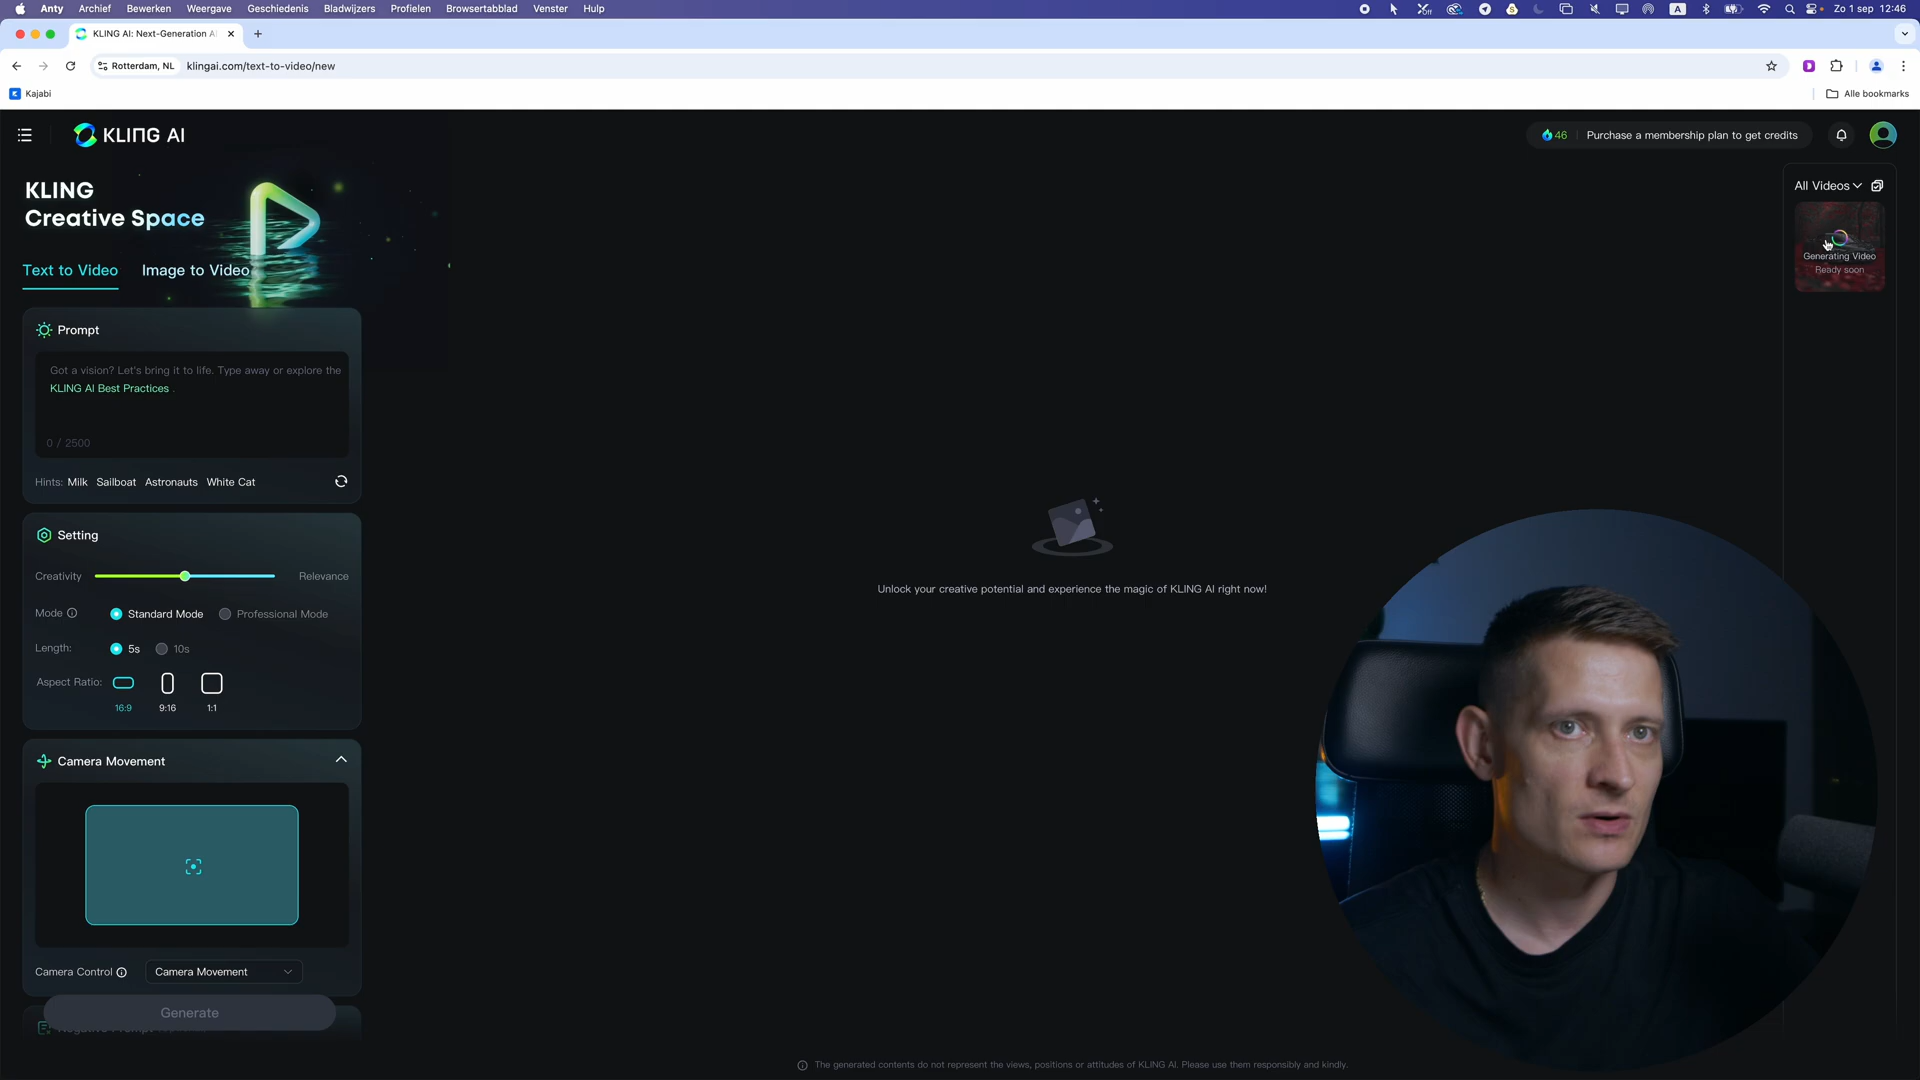 Anty Archief Bewerken Weergave Geschiedenis Bladwijzers Profielen Browsertabblad Venster Help
A
Zo 1 sep 12:46
KLING AI: Next-Generation AI
Rotterdam, NL klingai.com/text-to-video/new
Kajabi
Alle bookmarks
KLING AI
46 Purchase a membership plan to get credits
KLING
Creative Space
All Videos
Generating Video
Ready soon
Text to Video Image to Video
Prompt
Got a vision? Let's bring it to life. Type away or explore the
KLING AI Best Practices .
0 / 2500
Hints: Milk Sailboat Astronauts White Cat
Setting
Creativity Relevance
Mode Standard Mode Professional Mode
Length: 5s 10s
Aspect Ratio:
16:9 9:16 1:1
Unlock your creative potential and experience the magic of KLING AI right now!
Camera Movement
Camera Control Camera Movement
Generate
Negative Prompt
The generated contents do not represent the views, positions or attitudes of KLING AI. Please use them responsibly and kindly.